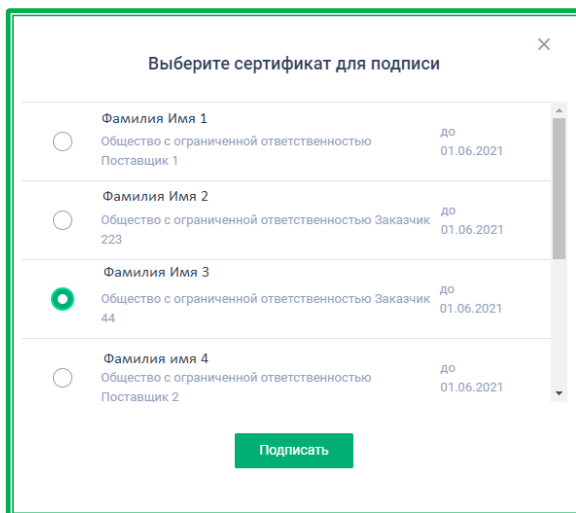 Выберите сертификат для подписи
Фамилия Имя 1
Общество с ограниченной ответственностью
Поставщик 1
до
01.06.2021
Фамилия Имя 2
Общество с ограниченной ответственностью Заказчик
223
до
01.06.2021
Фамилия Имя 3
Общество с ограниченной ответственностью Заказчик
44
до
01.06.2021
Фамилия имя 4
Общество с ограниченной ответственностью
Поставщик 2
до
01.06.2021
Подписать